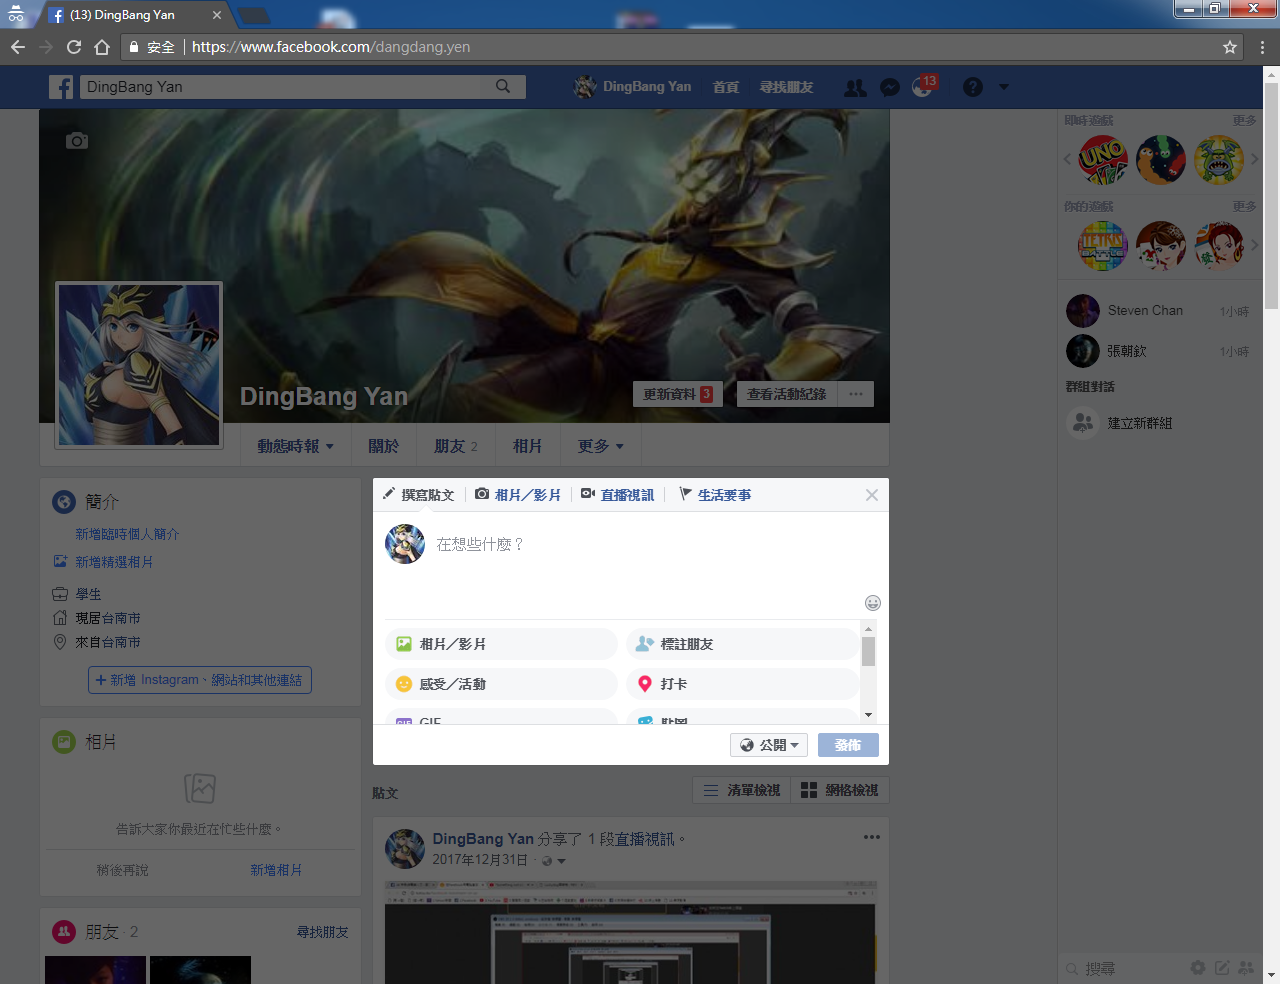 (13) DingBang Yan
安全 https://www.facebook.com/dangdang.yen
DingBang Yan
DingBang Yan 首頁 尋找朋友 13
即時遊戲 更多
UNO
你的遊戲 更多
TETRIS BATTLE
Steven Chan 1小時
張朝欽 1小時
群組對話
建立新群組
DingBang Yan
更新資料 3 查看活動紀錄 ...
動態時報 關於 朋友 2 相片 更多
簡介
新增臨時個人簡介
新增精選相片
學生
現居台南市
來自台南市
+ 新增 Instagram、網站和其他連結
相片
告訴大家你最近在忙些什麼。
稍後再說 新增相片
朋友 · 2 尋找朋友
撰寫貼文 相片／影片 直播視訊 生活要事
在想些什麼？
相片／影片 標註朋友
感受／活動 打卡
GIF 貼圖
公開 發佈
貼文 清單檢視 網格檢視
DingBang Yan 分享了 1 段直播視訊。
2017年12月31日 ·
搜尋